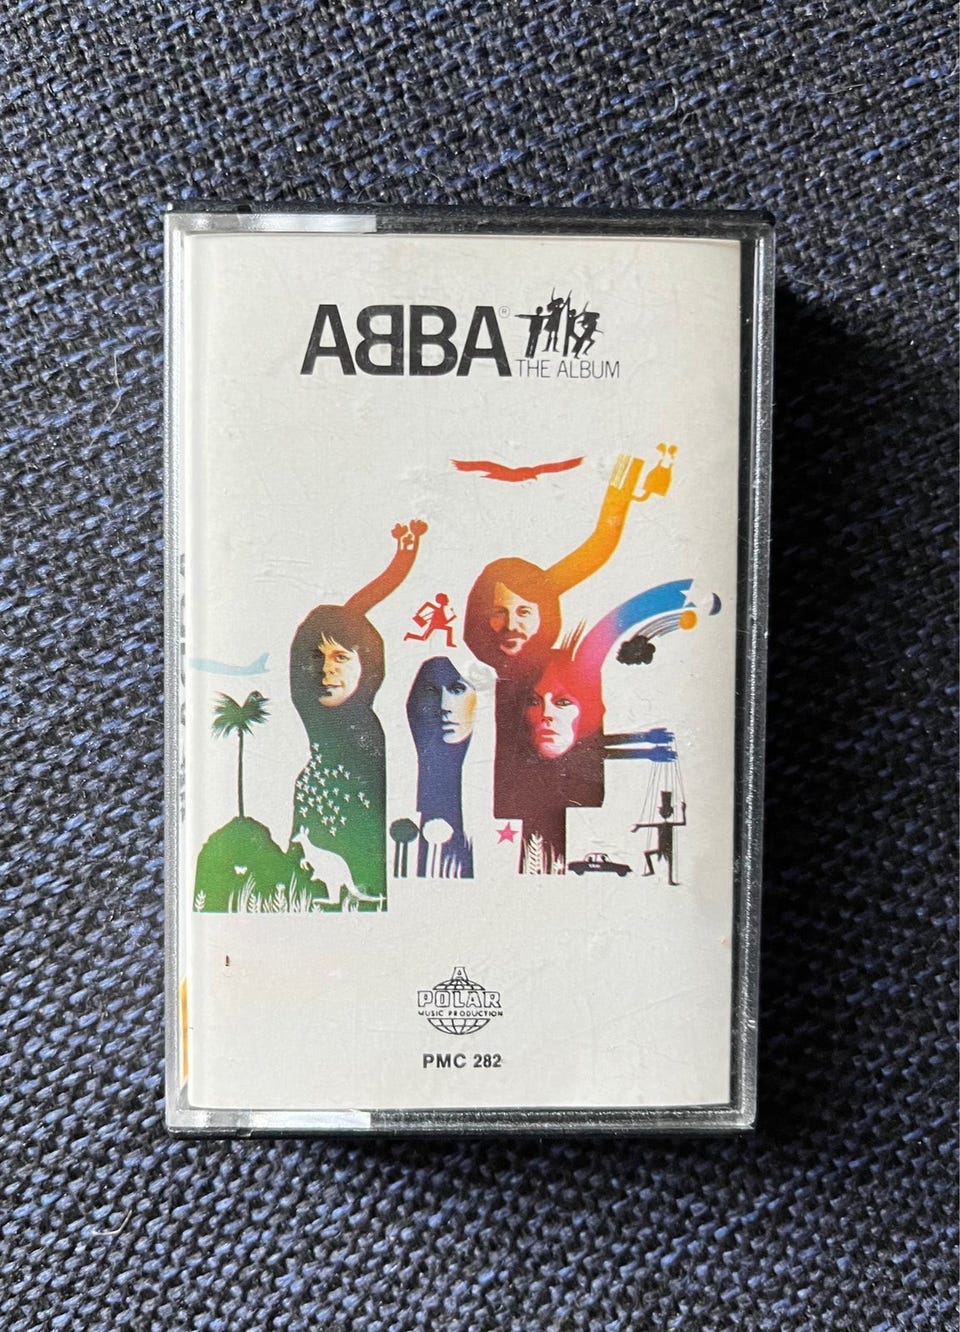 ABBA®
THE ALBUM
A
POLAR
MUSIC PRODUCTION
PMC 282